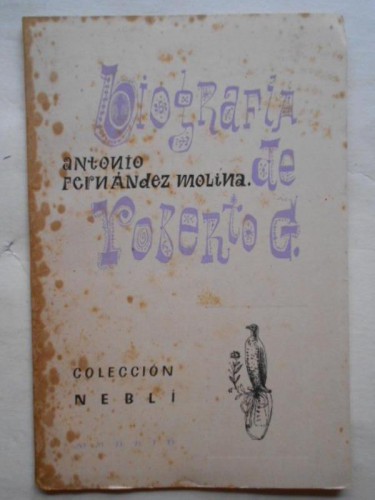 biografía
antonio
Fernández molina.
de
roberto G.
COLECCIÓN
NEBLÍ